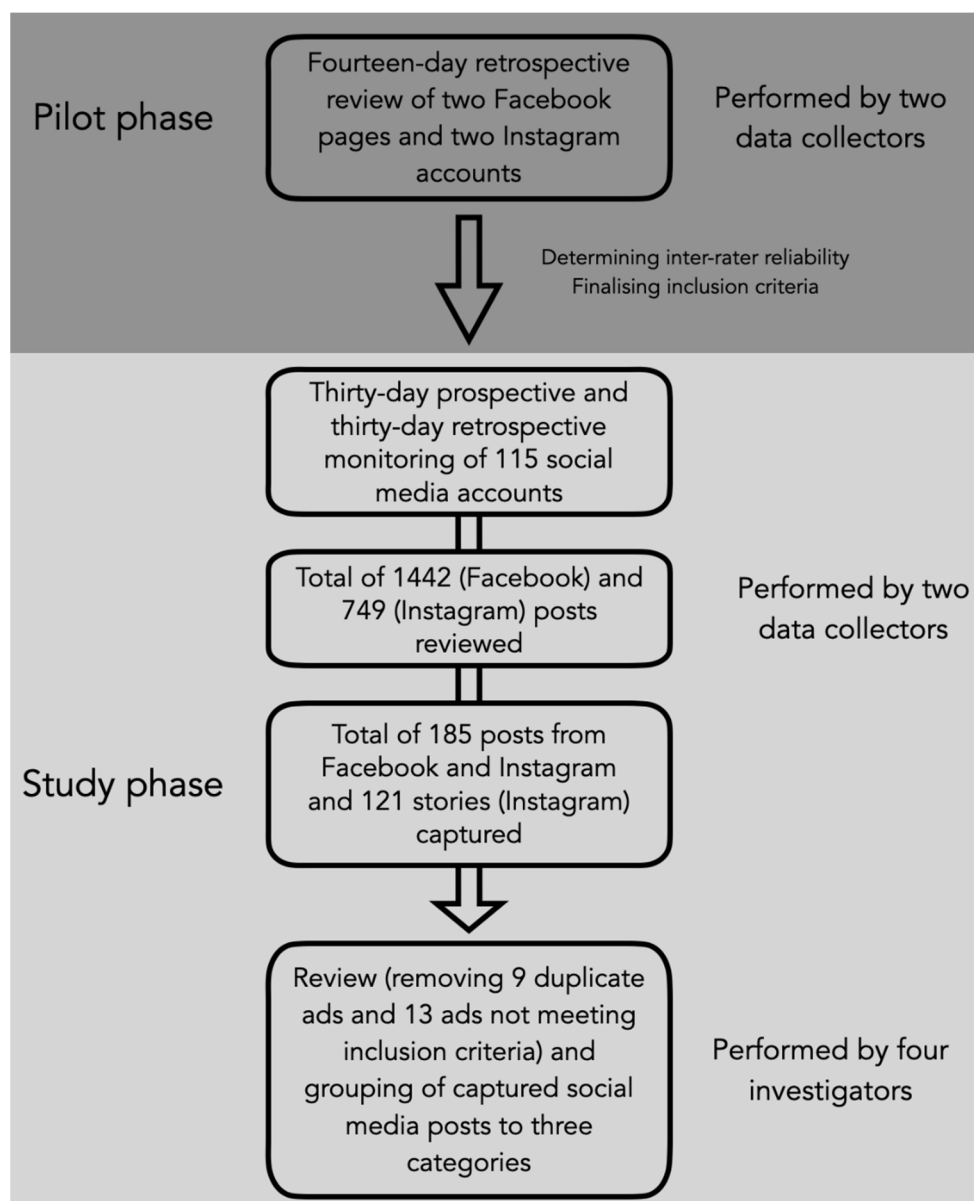 Pilot phase
Fourteen-day retrospective
review of two Facebook
pages and two Instagram
accounts
Performed by two
data collectors
Determining inter-rater reliability
Finalising inclusion criteria
Study phase
Thirty-day prospective and
thirty-day retrospective
monitoring of 115 social
media accounts
Total of 1442 (Facebook) and
749 (Instagram) posts
reviewed
Performed by two
data collectors
Total of 185 posts from
Facebook and Instagram
and 121 stories (Instagram)
captured
Review (removing 9 duplicate
ads and 13 ads not meeting
inclusion criteria) and
grouping of captured social
media posts to three
categories
Performed by four
investigators